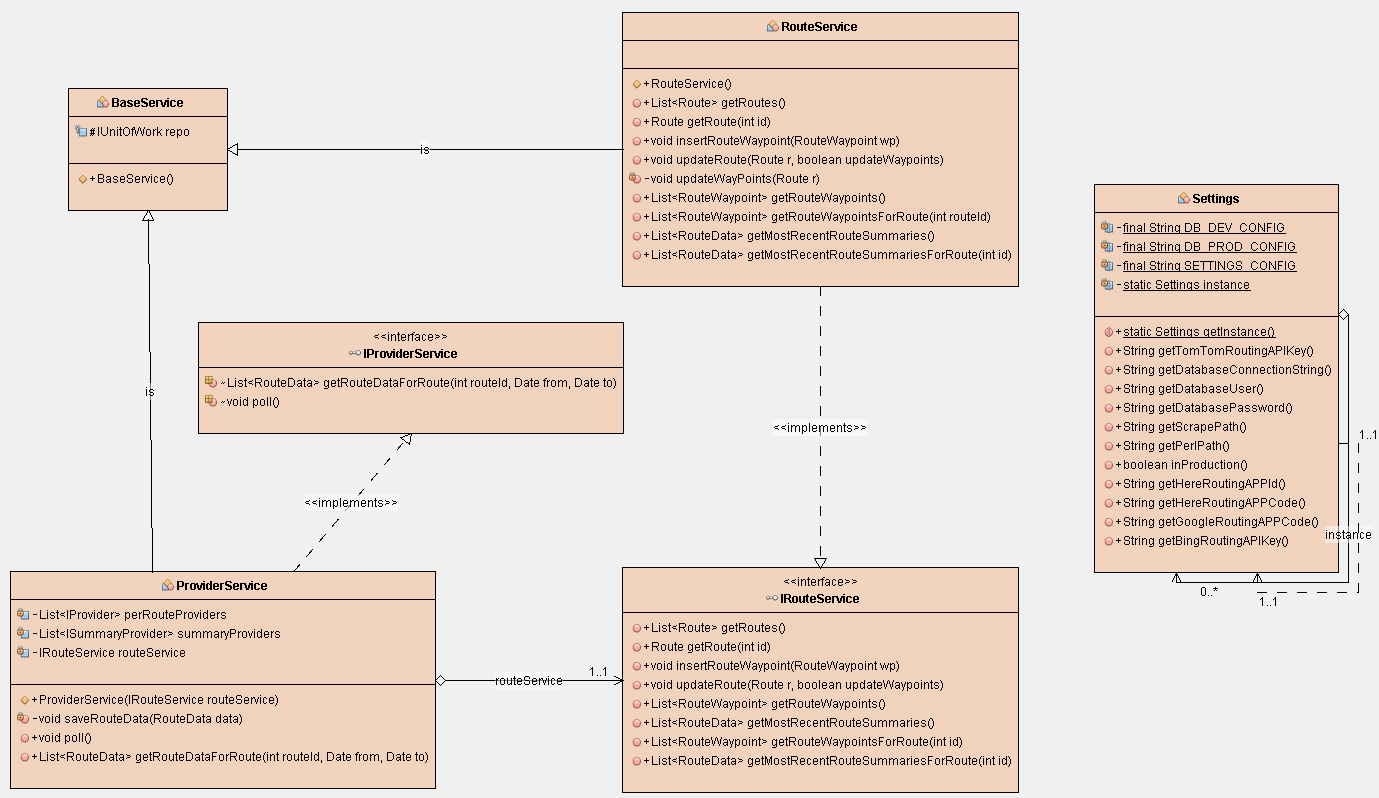 RouteService
+RouteService()
+List<Route> getRoutes()
+Route getRoute(int id)
+void insertRouteWaypoint(RouteWaypoint wp)
+void updateRoute(Route r, boolean updateWaypoints)
-void updateWayPoints(Route r)
+List<RouteWaypoint> getRouteWaypoints()
+List<RouteWaypoint> getRouteWaypointsForRoute(int routeId)
+List<RouteData> getMostRecentRouteSummaries()
+List<RouteData> getMostRecentRouteSummariesForRoute(int id)
BaseService
#IUnitOfWork repo
+BaseService()
is
is
<<interface>>
IProviderService
~List<RouteData> getRouteDataForRoute(int routeId, Date from, Date to)
~void poll()
<<implements>>
<<implements>>
Settings
-final String DB_DEV_CONFIG
-final String DB_PROD_CONFIG
-final String SETTINGS_CONFIG
-static Settings instance
+static Settings getInstance()
+String getTomTomRoutingAPIKey()
+String getDatabaseConnectionString()
+String getDatabaseUser()
+String getDatabasePassword()
+String getScrapePath()
+String getPerlPath()
+boolean inProduction()
+String getHereRoutingAPPId()
+String getHereRoutingAPPCode()
+String getGoogleRoutingAPPCode()
+String getBingRoutingAPIKey()
1..1
instance
0..*
1..1
ProviderService
-List<IProvider> perRouteProviders
-List<ISummaryProvider> summaryProviders
-IRouteService routeService
+ProviderService(IRouteService routeService)
-void saveRouteData(RouteData data)
+void poll()
+List<RouteData> getRouteDataForRoute(int routeId, Date from, Date to)
routeService
1..1
<<interface>>
IRouteService
+List<Route> getRoutes()
+Route getRoute(int id)
+void insertRouteWaypoint(RouteWaypoint wp)
+void updateRoute(Route r, boolean updateWaypoints)
+List<RouteWaypoint> getRouteWaypoints()
+List<RouteData> getMostRecentRouteSummaries()
+List<RouteWaypoint> getRouteWaypointsForRoute(int id)
+List<RouteData> getMostRecentRouteSummariesForRoute(int id)